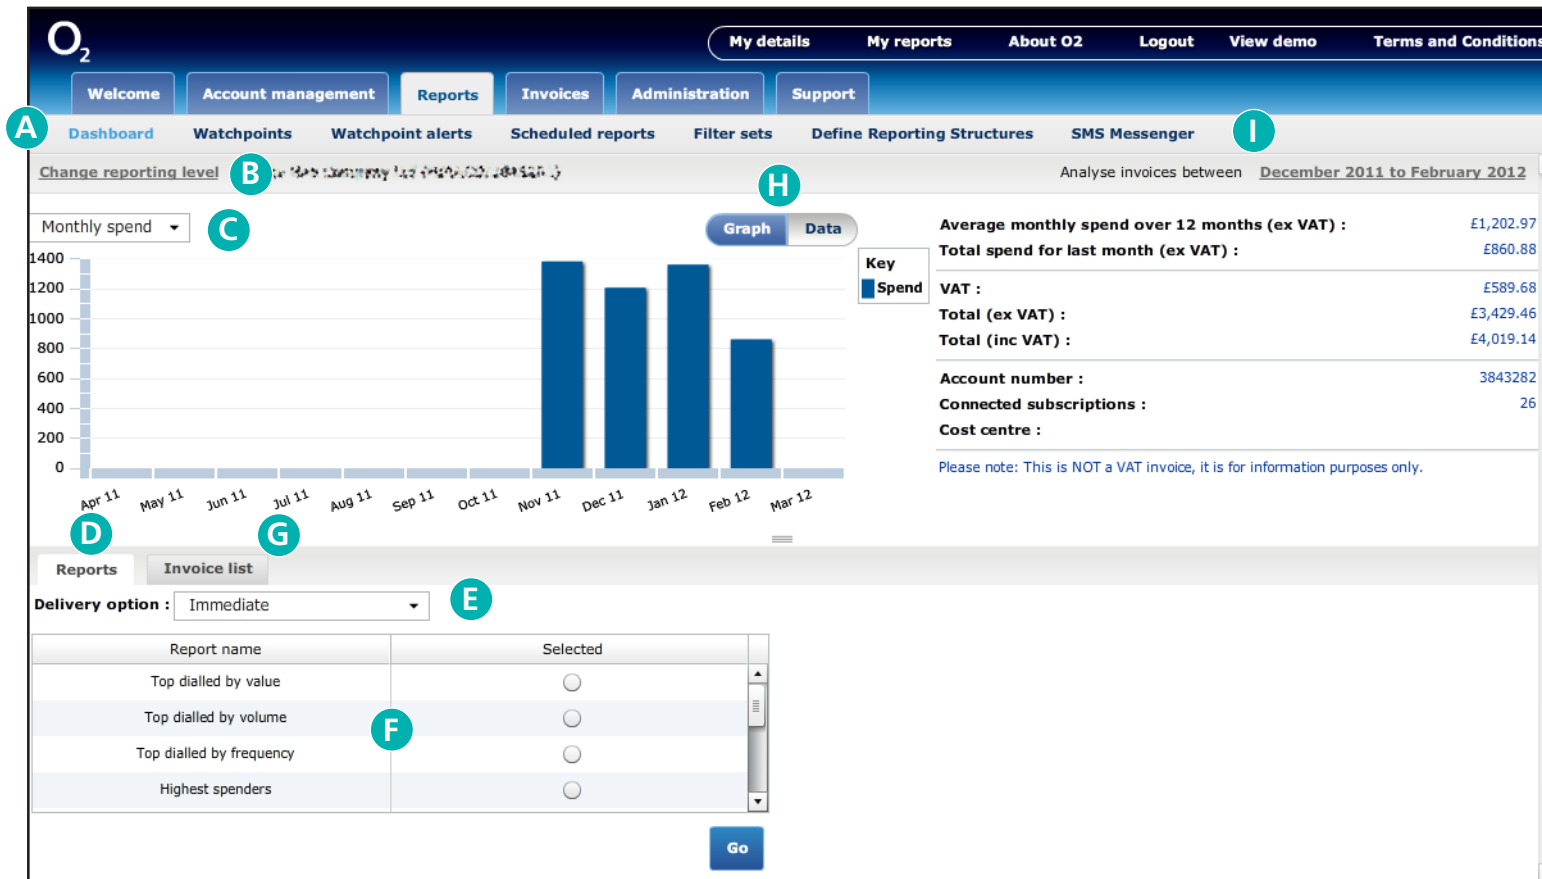 O2
My details My reports About O2 Logout View demo Terms and Conditions
Welcome Account management Reports Invoices Administration Support
A Dashboard Watchpoints Watchpoint alerts Scheduled reports Filter sets Define Reporting Structures SMS Messenger I
Change reporting level B H Analyse invoices between December 2011 to February 2012
Monthly spend C Graph Data
Key
Spend
1400
1200
1000
800
600
400
200
0
Apr 11 May 11 Jun 11 Jul 11 Aug 11 Sep 11 Oct 11 Nov 11 Dec 11 Jan 12 Feb 12 Mar 12
Average monthly spend over 12 months (ex VAT) : £1,202.97
Total spend for last month (ex VAT) : £860.88
VAT : £589.68
Total (ex VAT) : £3,429.46
Total (inc VAT) : £4,019.14
Account number : 3843282
Connected subscriptions : 26
Cost centre :
Please note: This is NOT a VAT invoice, it is for information purposes only.
D G
Reports Invoice list
Delivery option : Immediate E
Report name Selected
Top dialled by value
Top dialled by volume
F
Top dialled by frequency
Highest spenders
Go